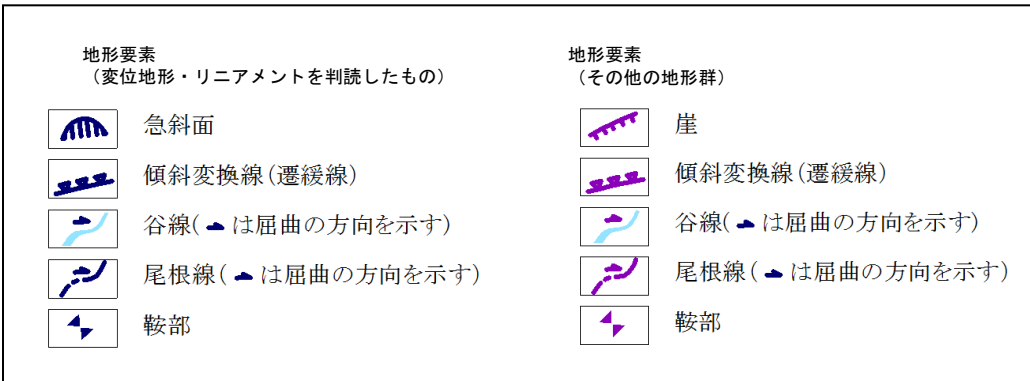 地形要素
（変位地形・リニアメントを判読したもの）
急斜面
傾斜変換線(遷緩線)
谷線(は屈曲の方向を示す)
尾根線(は屈曲の方向を示す)
鞍部
地形要素
（その他の地形群）
崖
傾斜変換線(遷緩線)
谷線(は屈曲の方向を示す)
尾根線(は屈曲の方向を示す)
鞍部